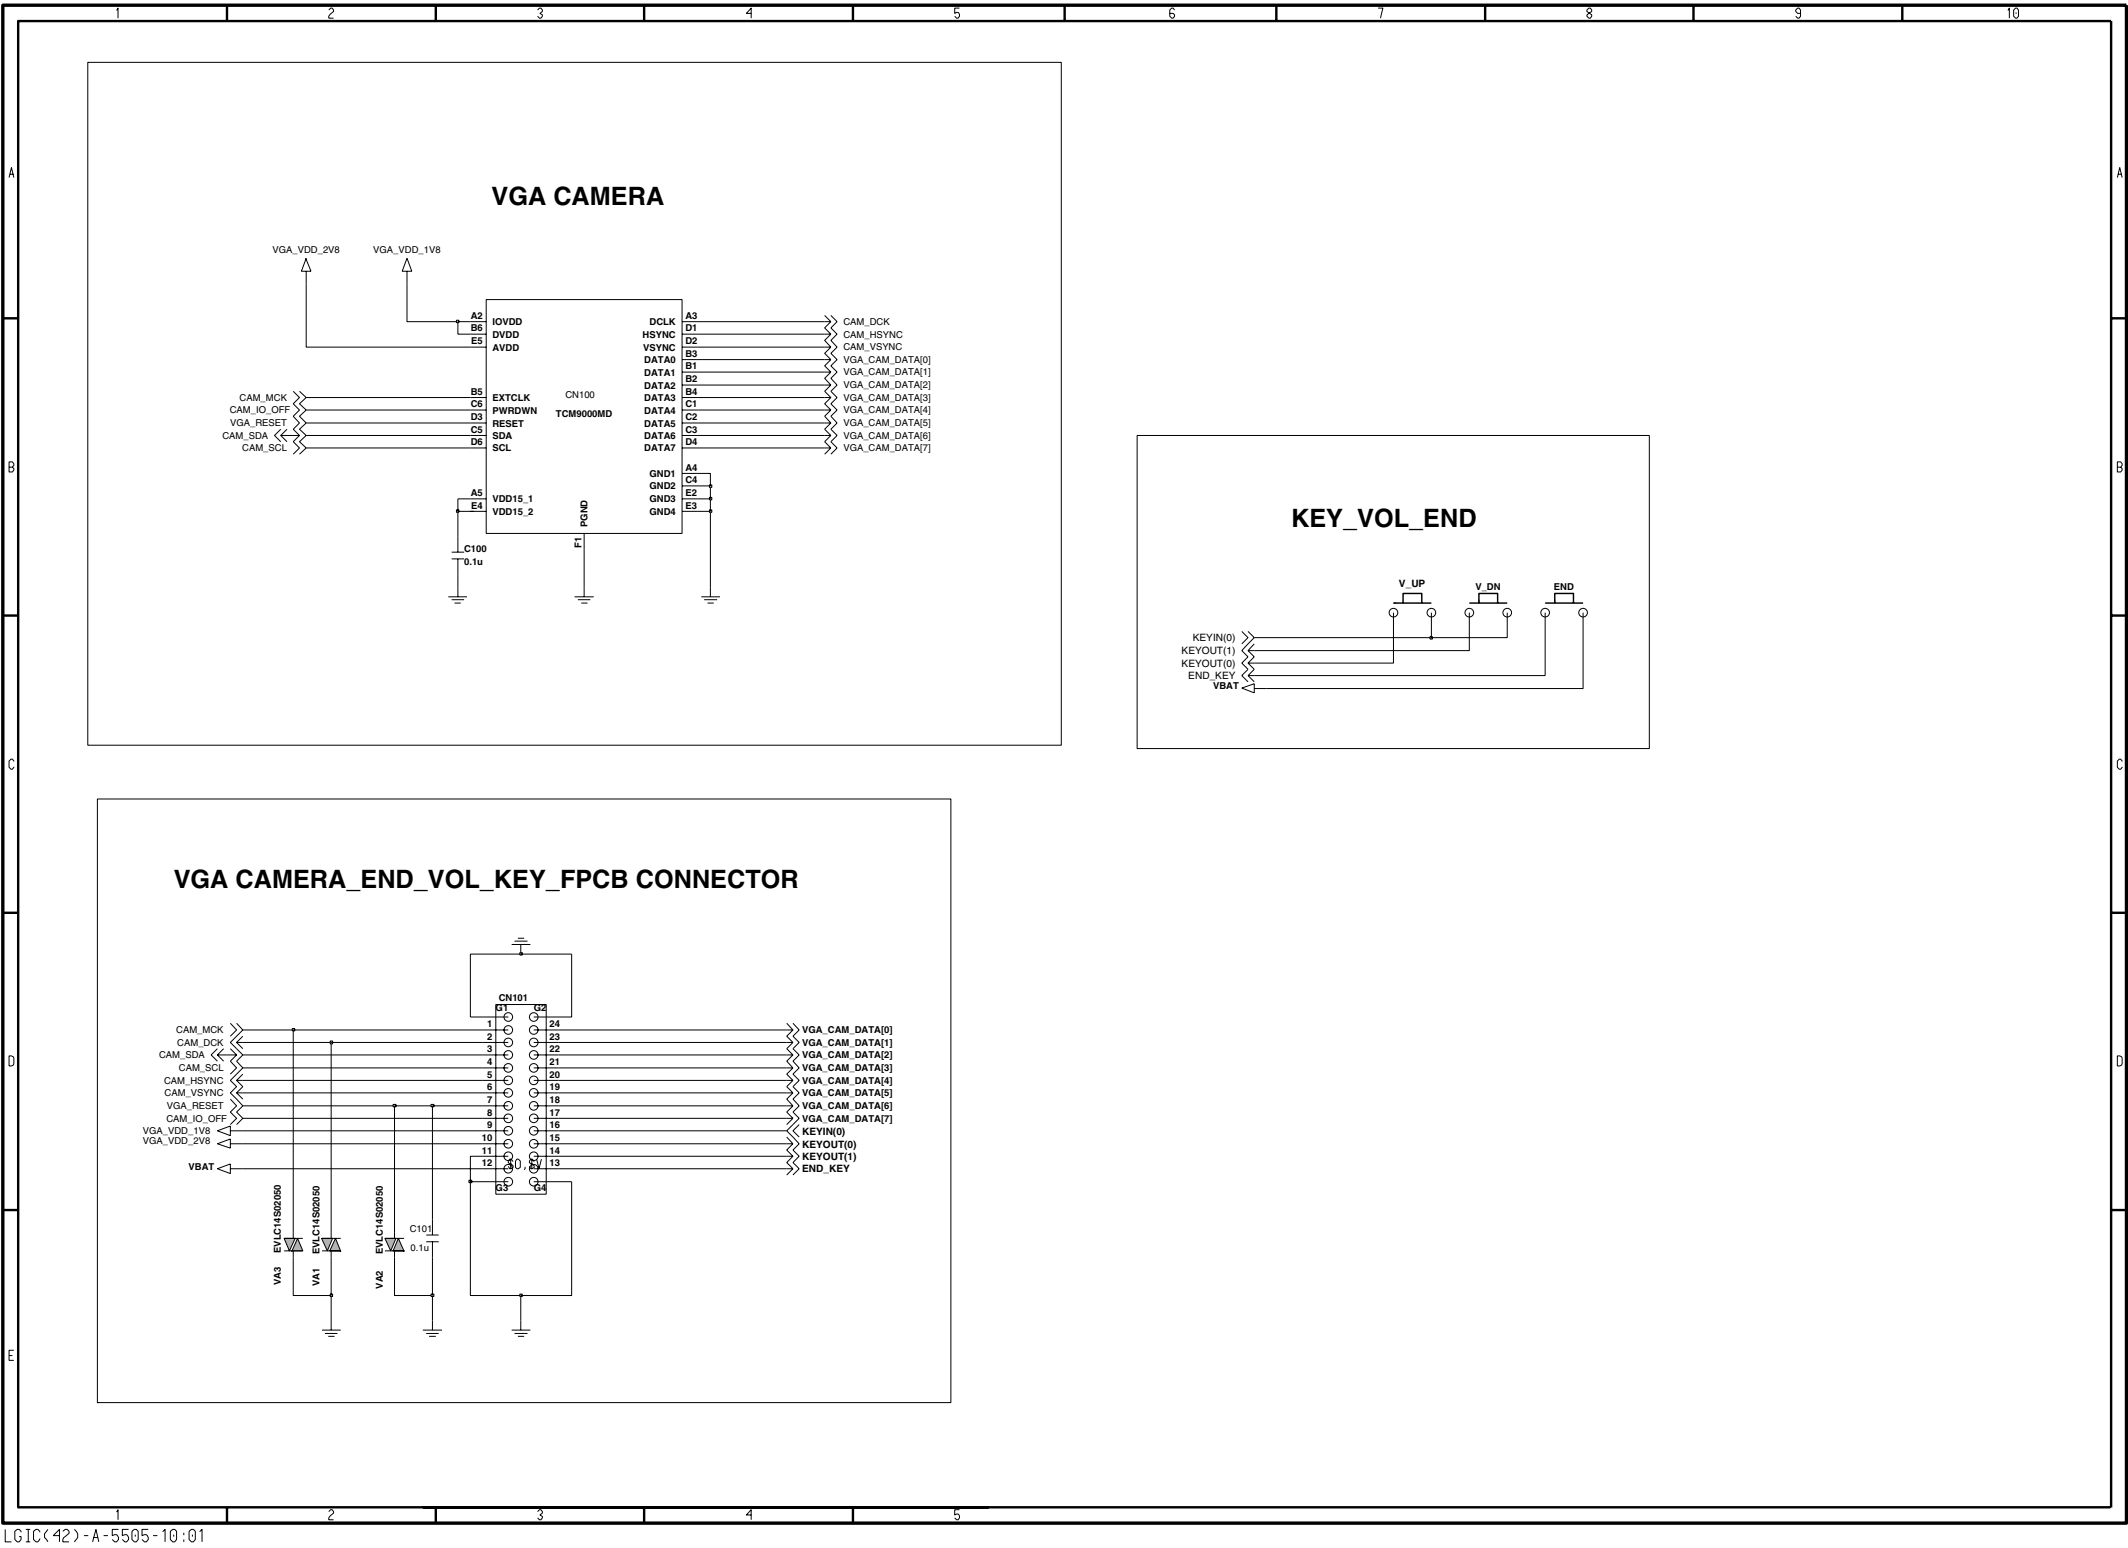 1 2 3 4 5 6 7 8 9 10
A A
VGA CAMERA
VGA_VDD_2V8 VGA_VDD_1V8
A2 IOVDD DCLK A3 CAM_DCK
B6 DVDD HSYNC D1 CAM_HSYNC
E5 AVDD VSYNC D2 CAM_VSYNC
DATA0 B3 VGA_CAM_DATA[0]
DATA1 B1 VGA_CAM_DATA[1]
DATA2 B2 VGA_CAM_DATA[2]
CAM_MCK B5 EXTCLK CN100 DATA3 B4 VGA_CAM_DATA[3]
CAM_IO_OFF C6 PWRDWN TCM9000MD DATA4 C1 VGA_CAM_DATA[4]
VGA_RESET D3 RESET DATA5 C2 VGA_CAM_DATA[5]
CAM_SDA C5 SDA DATA6 C3 VGA_CAM_DATA[6]
CAM_SCL D6 SCL DATA7 D4 VGA_CAM_DATA[7]
B B
GND1 A4
GND2 C4
A5 VDD15_1 GND3 E2
E4 VDD15_2 GND4 E3
PGND
F1
C100
0.1u
KEY_VOL_END
V_UP V_DN END
KEYIN(0)
KEYOUT(1)
KEYOUT(0)
END_KEY
VBAT
C C
VGA CAMERA_END_VOL_KEY_FPCB CONNECTOR
CN101
G1 G2
CAM_MCK 1 24 VGA_CAM_DATA[0]
CAM_DCK 2 23 VGA_CAM_DATA[1]
CAM_SDA 3 22 VGA_CAM_DATA[2]
D D
CAM_SCL 4 21 VGA_CAM_DATA[3]
CAM_HSYNC 5 20 VGA_CAM_DATA[4]
CAM_VSYNC 6 19 VGA_CAM_DATA[5]
VGA_RESET 7 18 VGA_CAM_DATA[6]
CAM_IO_OFF 8 17 VGA_CAM_DATA[7]
VGA_VDD_1V8 9 16 KEYIN(0)
VGA_VDD_2V8 10 15 KEYOUT(0)
11 14 KEYOUT(1)
VBAT 12 13 END_KEY
G3 G4
EVLC14S02050 EVLC14S02050 EVLC14S02050
C101
0.1u
VA3 VA1 VA2
E
1 2 3 4 5
LGIC(42)-A-5505-10:01